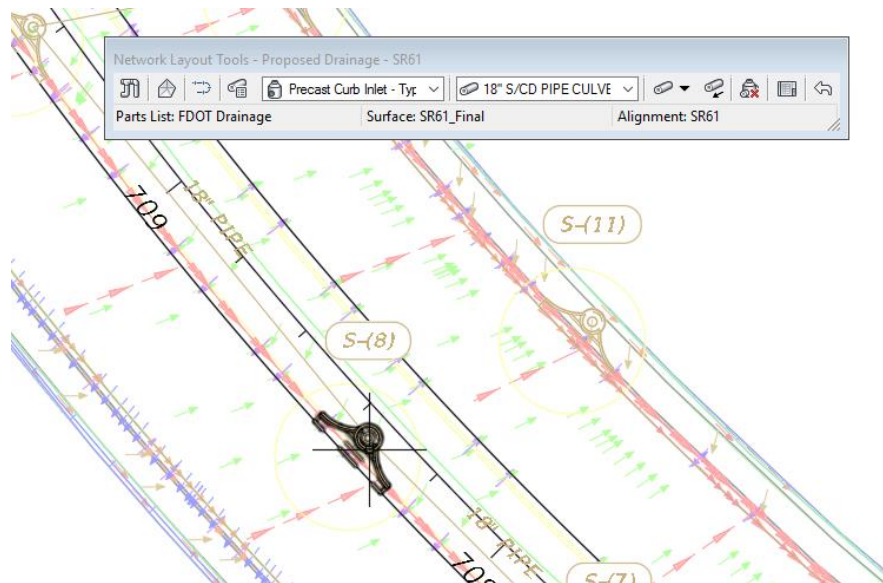 Network Layout Tools - Proposed Drainage - SR61
Precast Curb Inlet - Typ
18" S/CD PIPE CULVE
Parts List: FDOT Drainage
Surface: SR61_Final
Alignment: SR61
709
18" PIPE
S-(11)
S-(8)
18" PIPE
709
S-(7)